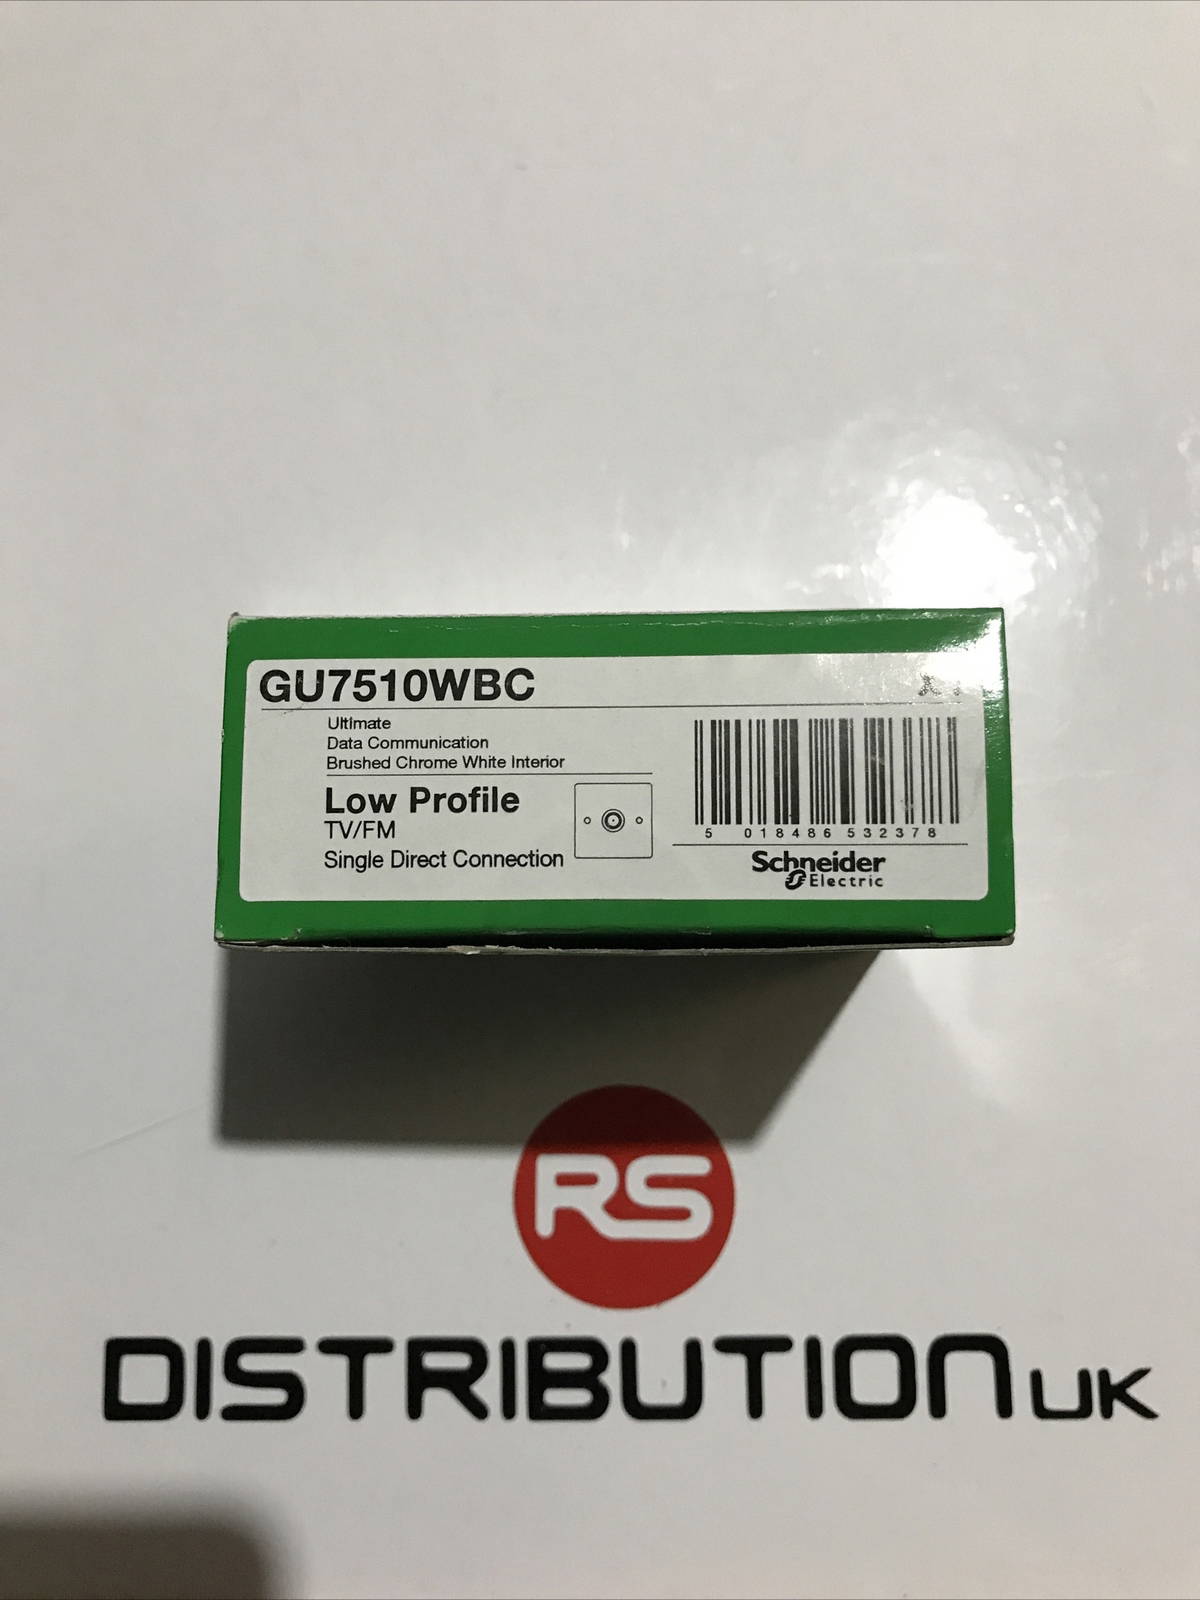 GU7510WBC
Ultimate
Data Communication
Brushed Chrome White Interior
Low Profile
TV/FM
Single Direct Connection
5 018486 532378
Schneider
Electric
RS
DISTRIBUTION UK